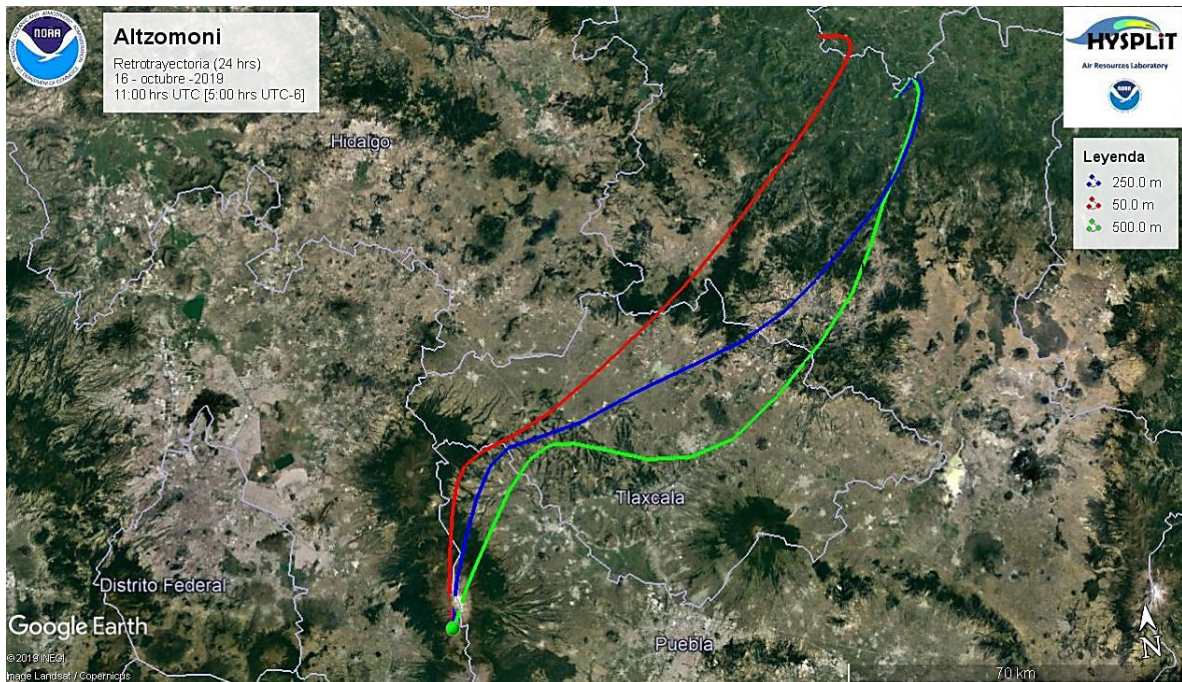 NOAA
Altzomoni
Retrotrayectoria (24 hrs)
16 - octubre -2019
11:00 hrs UTC [5:00 hrs UTC-6]
HYSPLIT
Air Resources Laboratory
Leyenda
250.0 m
50.0 m
500.0 m
Hidalgo
Tlaxcala
Distrito Federal
Puebla
Google Earth
© 2019 INEGI
Image Landsat / Copernicus
70 km
N